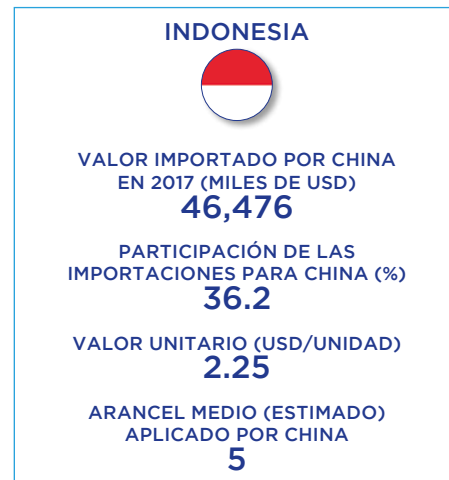 INDONESIA
VALOR IMPORTADO POR CHINA
EN 2017 (MILES DE USD)
46,476
PARTICIPACIÓN DE LAS
IMPORTACIONES PARA CHINA (%)
36.2
VALOR UNITARIO (USD/UNIDAD)
2.25
ARANCEL MEDIO (ESTIMADO)
APLICADO POR CHINA
5